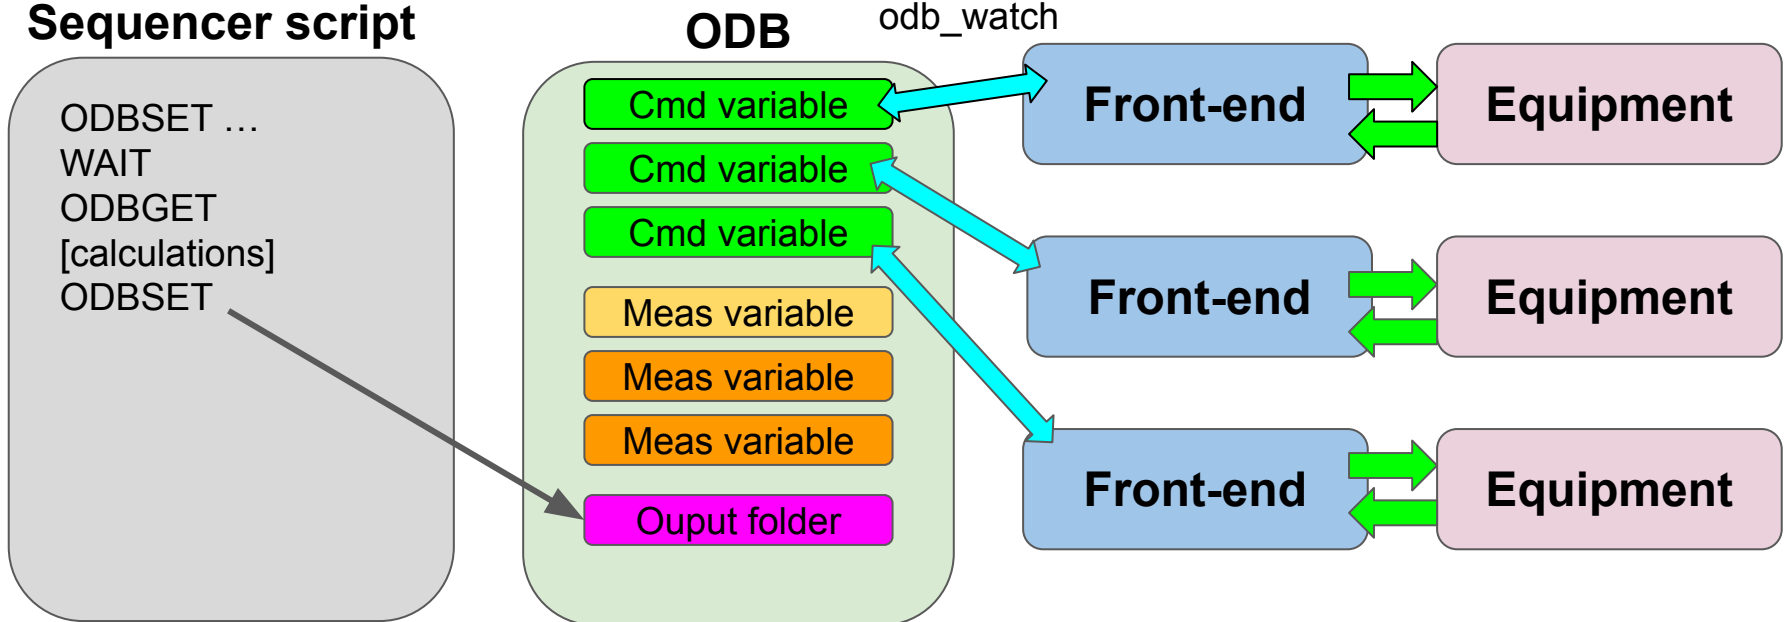 Sequencer script
ODBSET …
WAIT
ODBGET
[calculations]
ODBSET
ODB
Cmd variable
Cmd variable
Cmd variable
Meas variable
Meas variable
Meas variable
Ouput folder
odb_watch
Front-end
Equipment
Front-end
Equipment
Front-end
Equipment